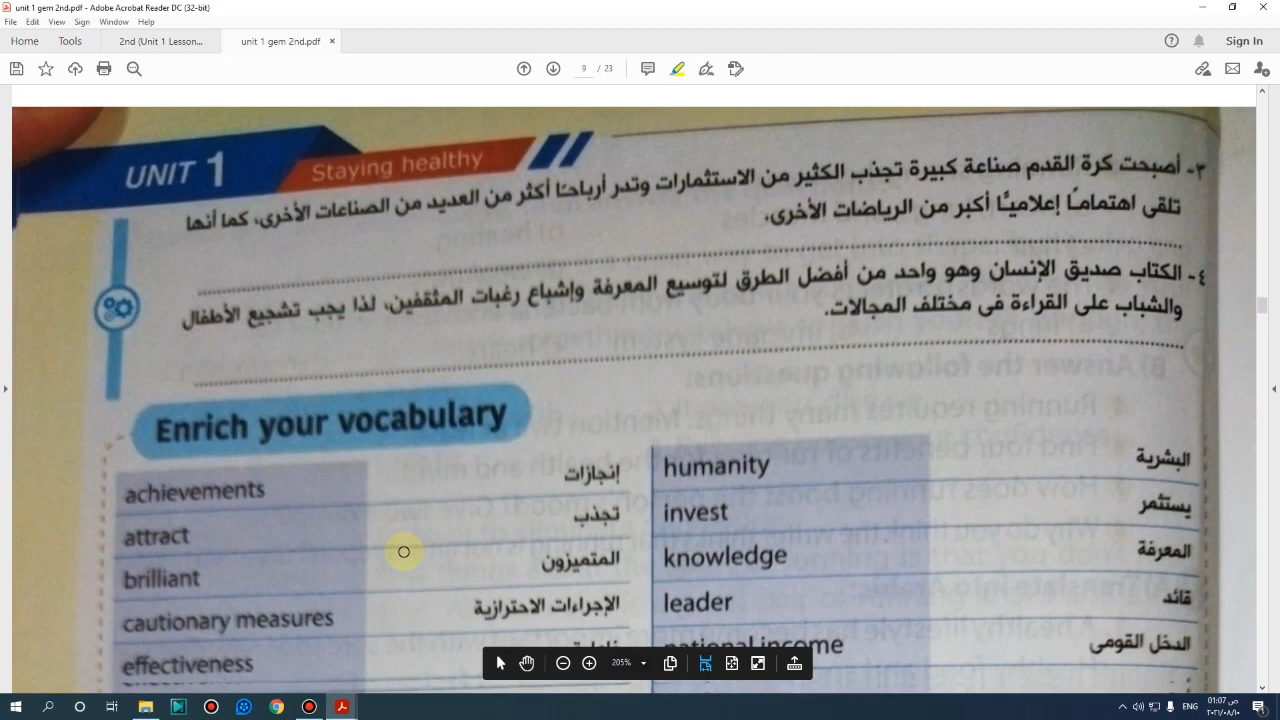 unit 1 gem 2nd.pdf - Adobe Acrobat Reader DC (32-bit)
File Edit View Sign Window Help
Home Tools 2nd (Unit 1 Lesson... unit 1 gem 2nd.pdf × Sign In
9 / 23
UNIT 1 Staying healthy
٣- أصبحت كرة القدم صناعة كبيرة تجذب الكثير من الاستثمارات وتدر أرباحًا أكثر من العديد من الصناعات الأخرى، كما أنها
تلقى اهتمامًا إعلاميًا أكبر من الرياضات الأخرى.
٤- الكتاب صديق الإنسان وهو واحد من أفضل الطرق لتوسيع المعرفة وإشباع رغبات المثقفين، لذا يجب تشجيع الأطفال
والشباب على القراءة فى مختلف المجالات.
Enrich your vocabulary
achievements إنجازات humanity البشرية
attract تجذب invest يستثمر
brilliant المتميزون knowledge المعرفة
cautionary measures الإجراءات الاحترازية leader قائد
effectiveness national income الدخل القومى
205%
ENG
01:07 ص
٢٠٢١/٠٨/١٠